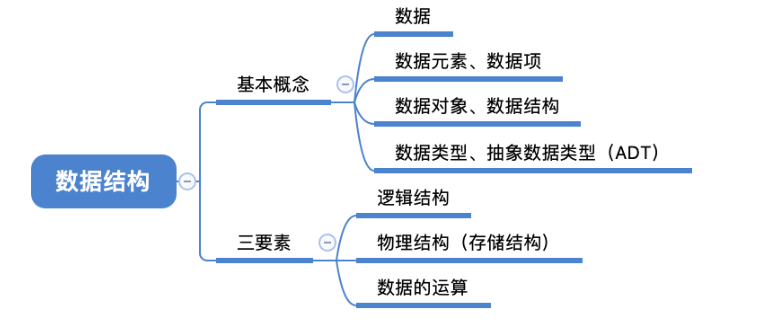 数据
数据元素、数据项
基本概念
数据对象、数据结构
数据类型、抽象数据类型（ADT）
数据结构
逻辑结构
三要素
物理结构（存储结构）
数据的运算